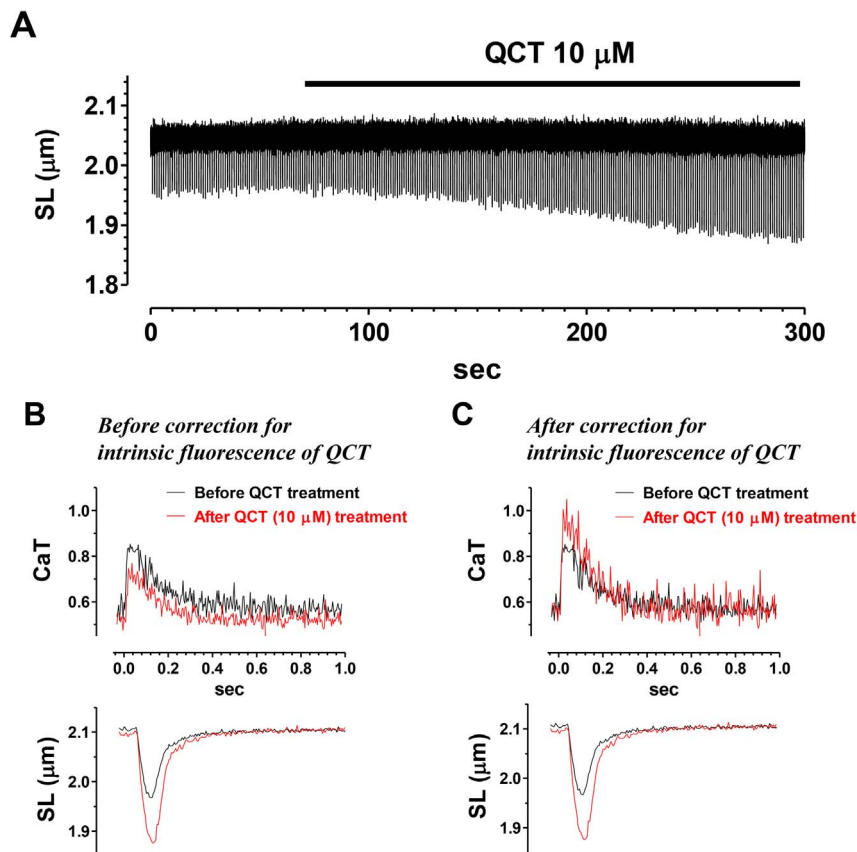 A
QCT 10 μM
SL (μm)
2.1
2.0
1.9
1.8
0
100
200
300
sec
B
Before correction for
intrinsic fluorescence of QCT
Before QCT treatment
After QCT (10 μM) treatment
CaT
1.0
0.8
0.6
0.0 0.2 0.4 0.6 0.8 1.0
sec
SL (μm)
2.1
2.0
1.9
C
After correction for
intrinsic fluorescence of QCT
Before QCT treatment
After QCT (10 μM) treatment
CaT
1.0
0.8
0.6
0.0 0.2 0.4 0.6 0.8 1.0
sec
SL (μm)
2.1
2.0
1.9